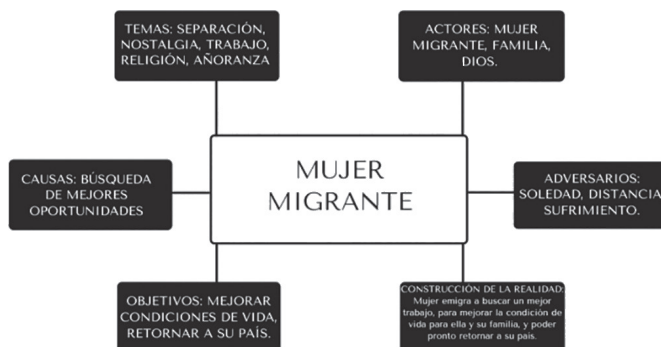 TEMAS: SEPARACIÓN,
NOSTALGIA, TRABAJO,
RELIGIÓN, AÑORANZA
ACTORES: MUJER
MIGRANTE, FAMILIA,
DIOS.
CAUSAS: BÚSQUEDA
DE MEJORES
OPORTUNIDADES
MUJER
MIGRANTE
ADVERSARIOS:
SOLEDAD, DISTANCIA
SUFRIMIENTO.
OBJETIVOS: MEJORAR
CONDICIONES DE VIDA,
RETORNAR A SU PAÍS.
CONSTRUCCIÓN DE LA REALIDAD:
Mujer emigra a buscar un mejor
trabajo, para mejorar la condición de
vida para ella y su familia, y poder
pronto retornar a su país.